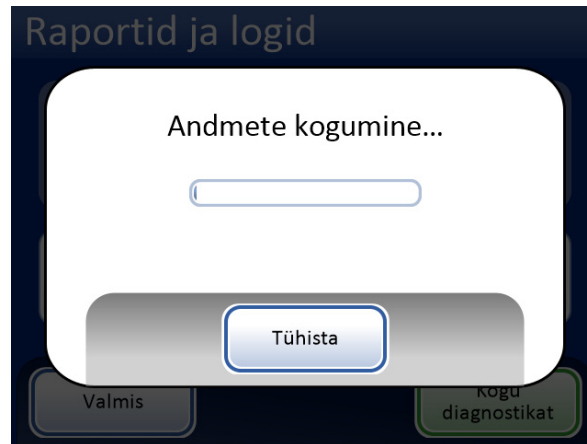 Raportid ja logid
Andmete kogumine...
Tühista
Valmis
Kogu
diagnostikat